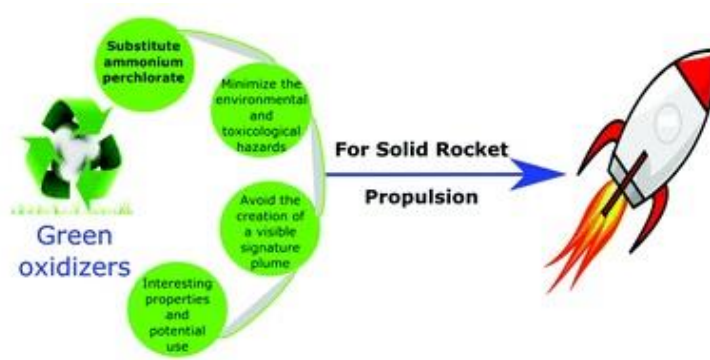 Substitute
ammonium
perchlorate
Minimize the
environmental
and
toxicological
hazards
Avoid the
creation of
a visible
signature
plume
Interesting
properties
and
potential
use
Green
oxidizers
For Solid Rocket
Propulsion